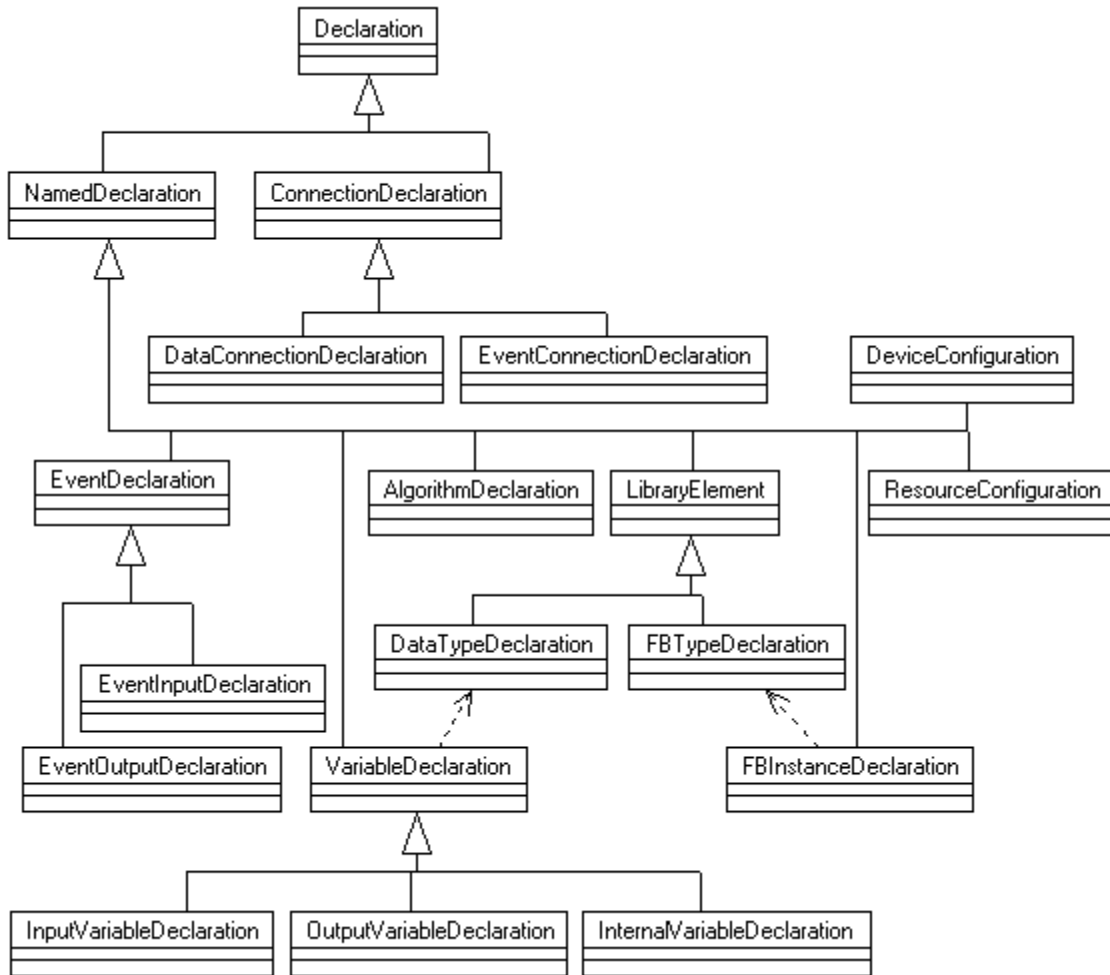 Declaration
NamedDeclaration
ConnectionDeclaration
DataConnectionDeclaration
EventConnectionDeclaration
DeviceConfiguration
EventDeclaration
AlgorithmDeclaration
LibraryElement
ResourceConfiguration
DataTypeDeclaration
FBTypeDeclaration
EventInputDeclaration
EventOutputDeclaration
VariableDeclaration
FBInstanceDeclaration
InputVariableDeclaration
OutputVariableDeclaration
InternalVariableDeclaration